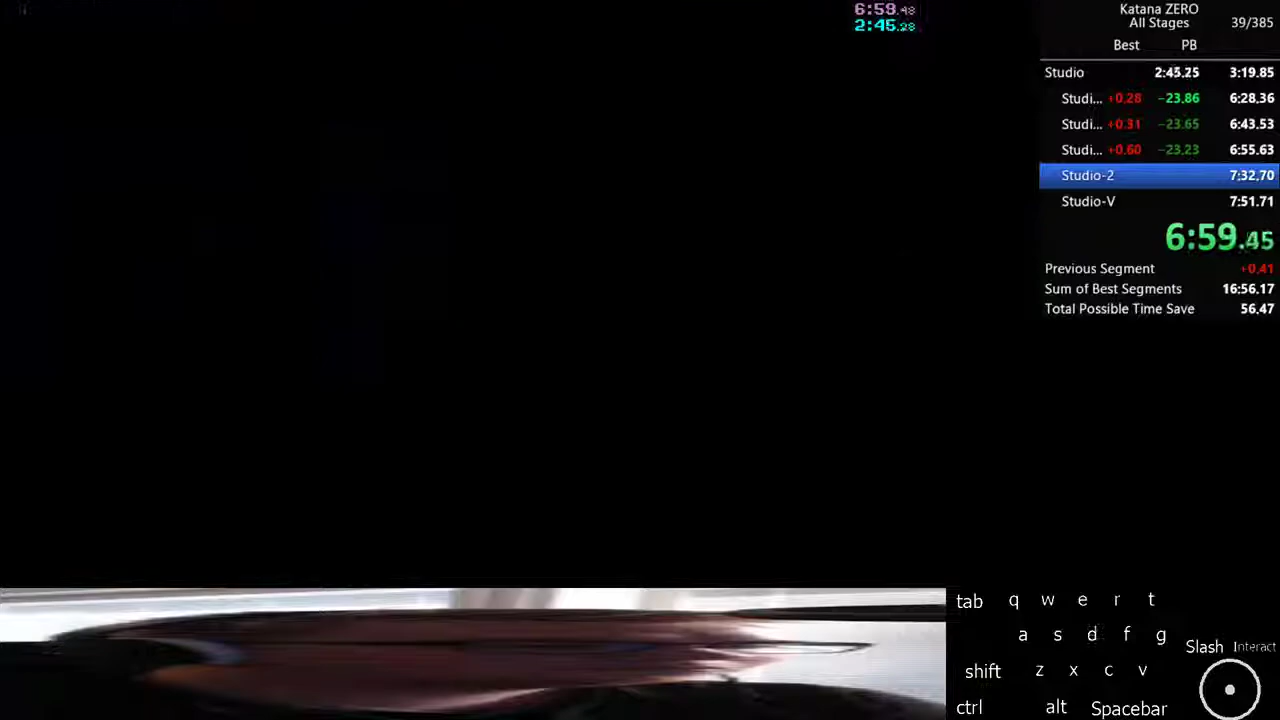 6:59.48
2:45.28
Katana ZERO
All Stages 39/385
Best PB
Studio 2:45.25 3:19.85
Studi... +0.28 -23.86 6:28.36
Studi... +0.31 -23.65 6:43.53
Studi... +0.60 -23.23 6:55.63
Studio-2 7:32.70
Studio-V 7:51.71
6:59.45
Previous Segment +0.41
Sum of Best Segments 16:56.17
Total Possible Time Save 56.47
tab q w e r t
a s d f g
Slash Interact
shift z x c v
ctrl alt Spacebar